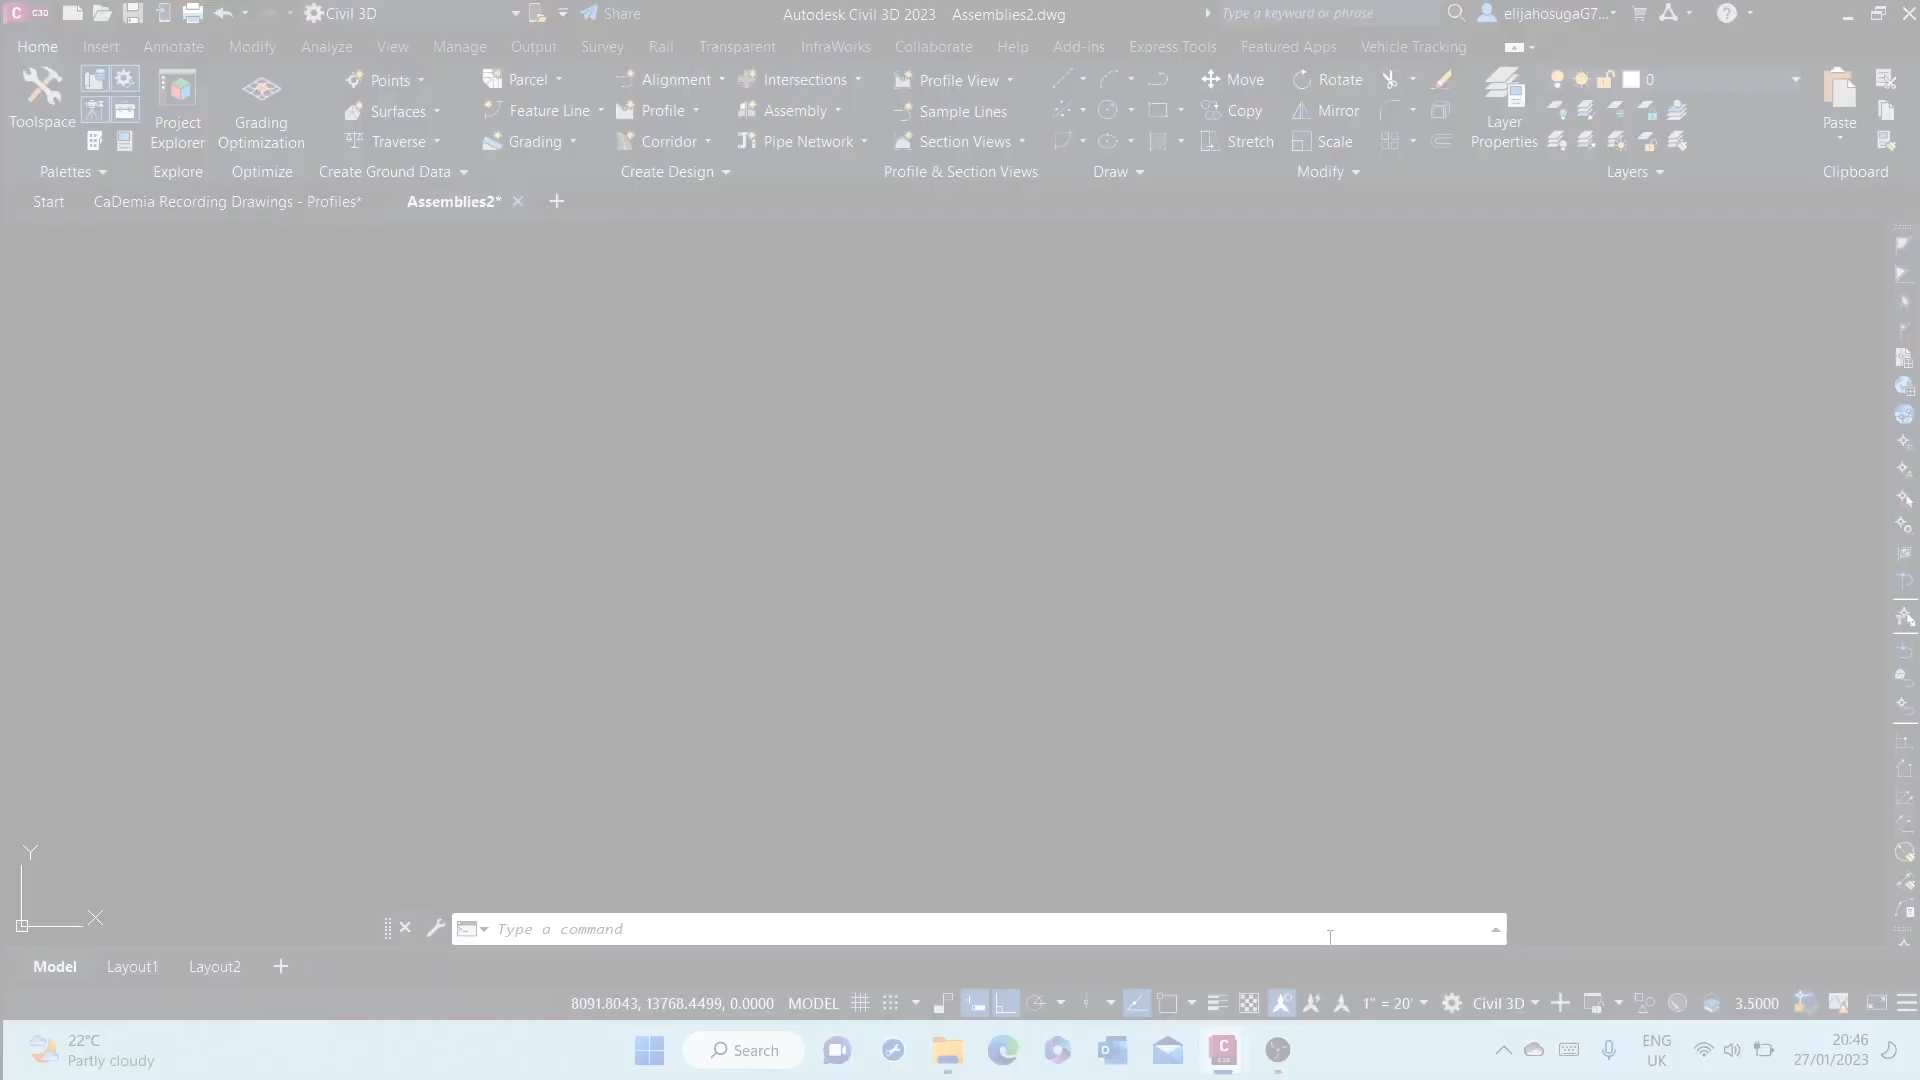 C3D Civil 3D Share Autodesk Civil 3D 2023 Assemblies2.dwg Type a keyword or phrase elijahosugaG7...
Home Insert Annotate Modify Analyze View Manage Output Survey Rail Transparent InfraWorks Collaborate Help Add-ins Express Tools Featured Apps Vehicle Tracking
Points Parcel Alignment Intersections Profile View Move Rotate 0
Toolspace Project Explorer Grading Optimization Surfaces Feature Line Profile Assembly Sample Lines Copy Mirror Layer Properties Paste
Traverse Grading Corridor Pipe Network Section Views Stretch Scale
Palettes Explore Optimize Create Ground Data Create Design Profile & Section Views Draw Modify Layers Clipboard
Start CaDemia Recording Drawings - Profiles* Assemblies2*
Y
X
Type a command
Model Layout1 Layout2
8091.8043, 13768.4499, 0.0000 MODEL 1" = 20' Civil 3D 3.5000
22°C Search ENG 20:46
Partly cloudy UK 27/01/2023